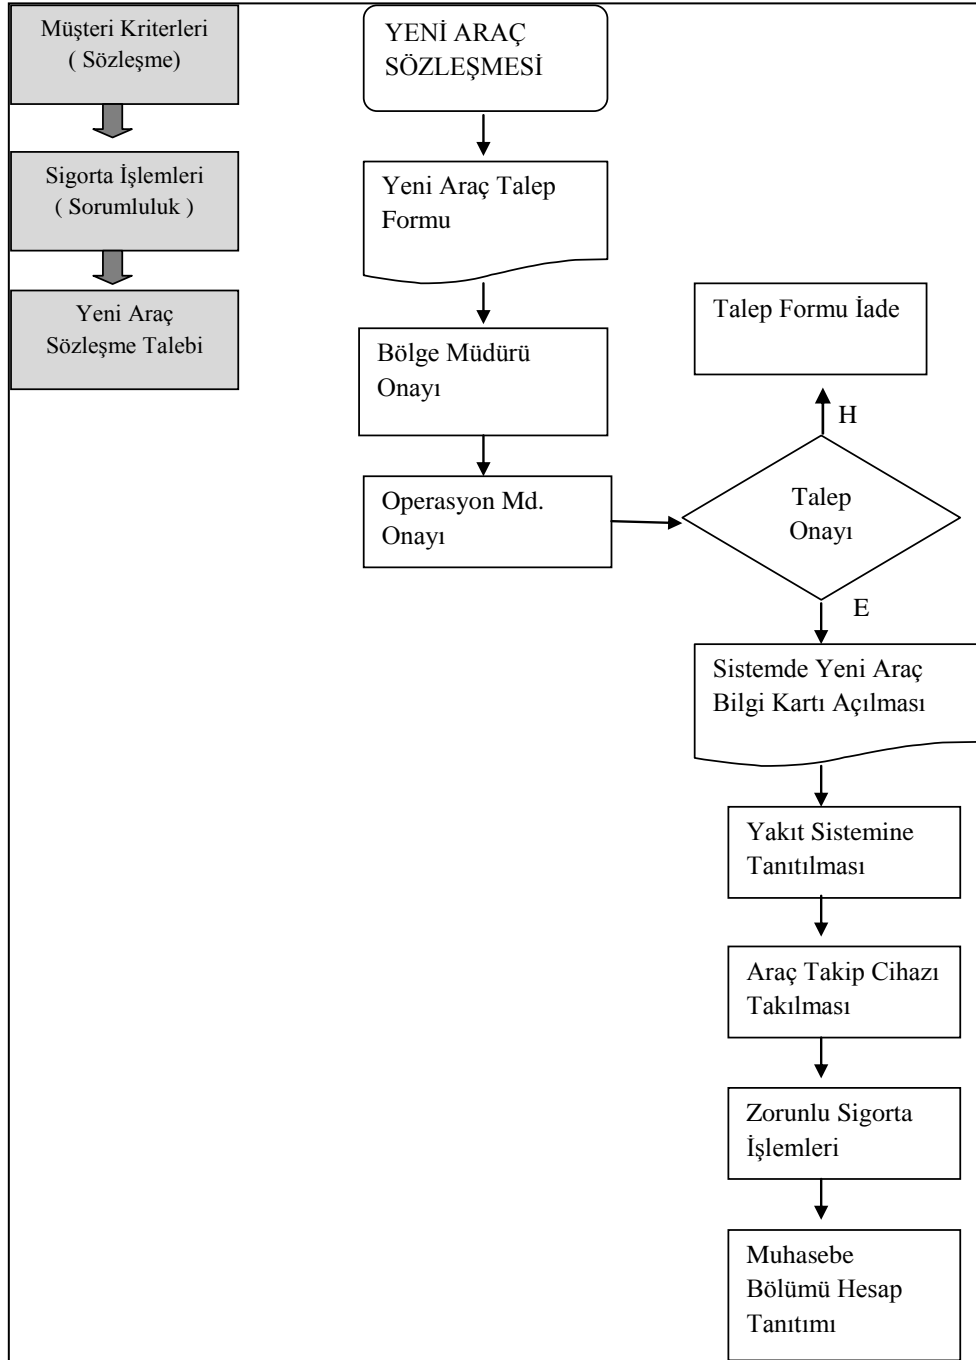 Müşteri Kriterleri
( Sözleşme)
Sigorta İşlemleri
( Sorumluluk )
Yeni Araç
Sözleşme Talebi
YENİ ARAÇ
SÖZLEŞMESİ
Yeni Araç Talep
Formu
Bölge Müdürü
Onayı
Operasyon Md.
Onayı
Talep Formu İade
H
Talep
Onayı
E
Sistemde Yeni Araç
Bilgi Kartı Açılması
Yakıt Sistemine
Tanıtılması
Araç Takip Cihazı
Takılması
Zorunlu Sigorta
İşlemleri
Muhasebe
Bölümü Hesap
Tanıtımı